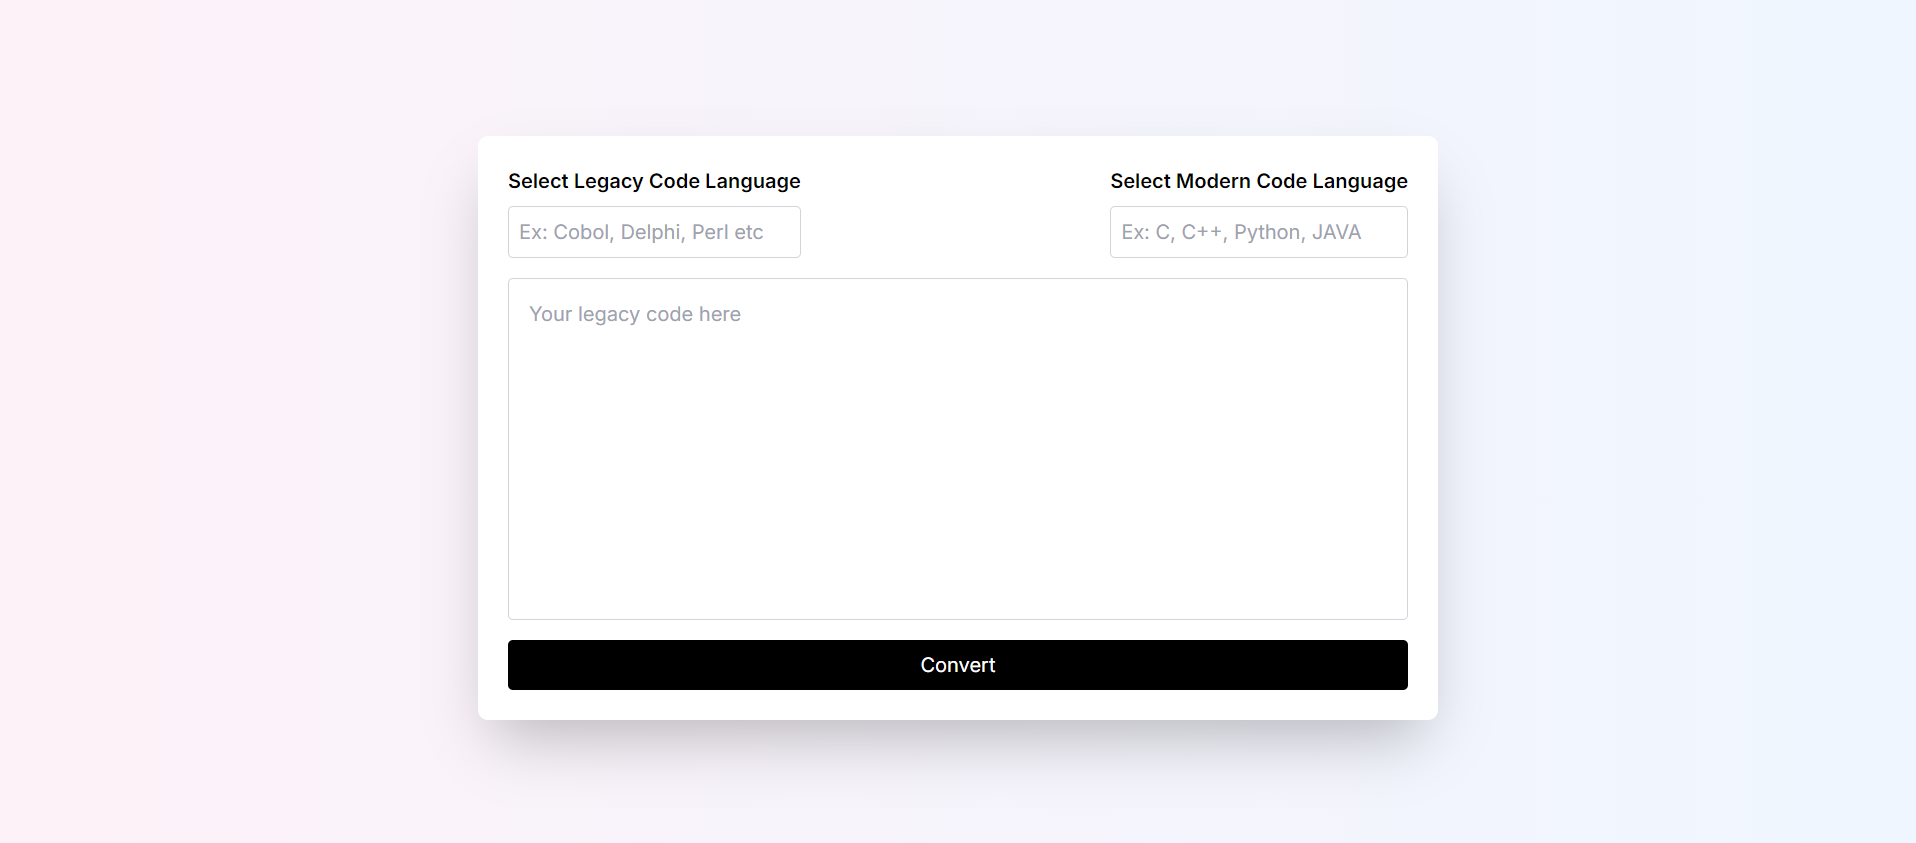 Select Legacy Code Language
Select Modern Code Language
Ex: Cobol, Delphi, Perl etc
Ex: C, C++, Python, JAVA
Your legacy code here
Convert